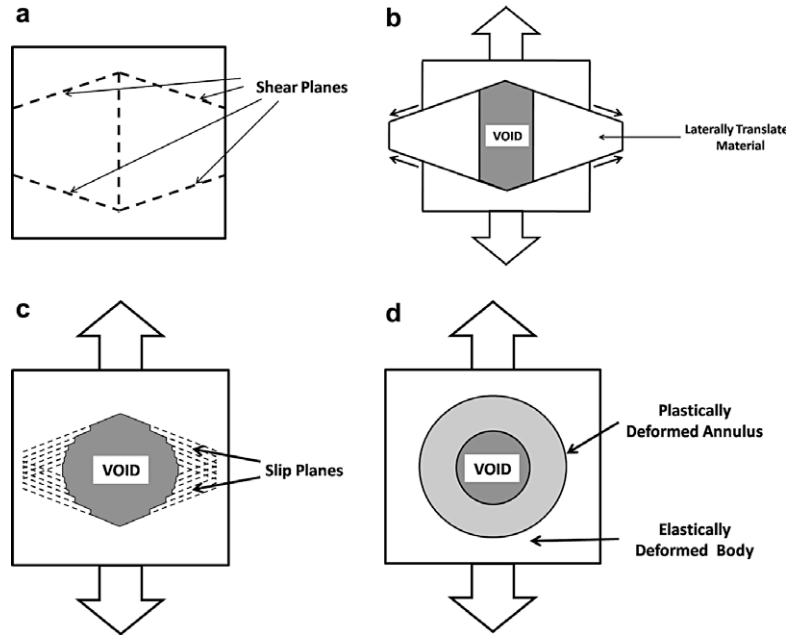 a
Shear Planes
b
VOID
Laterally Translate
Material
c
VOID
Slip Planes
d
VOID
Plastically
Deformed Annulus
Elastically
Deformed Body